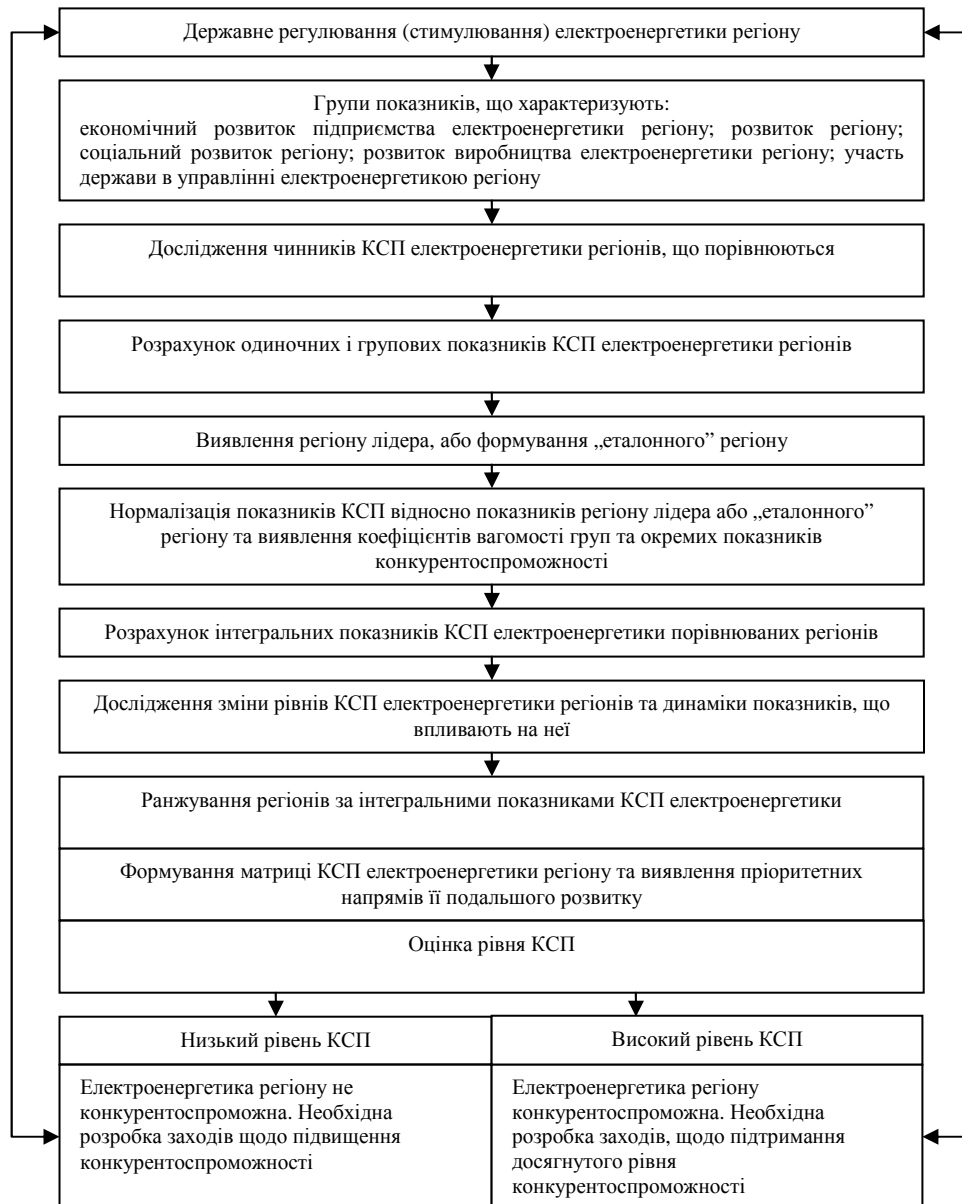 Державне регулювання (стимулювання) електроенергетики регіону
Групи показників, що характеризують:
економічний розвиток підприємства електроенергетики регіону; розвиток регіону;
соціальний розвиток регіону; розвиток виробництва електроенергетики регіону; участь
держави в управлінні електроенергетикою регіону
Дослідження чинників КСП електроенергетики регіонів, що порівнюються
Розрахунок одиночних і групових показників КСП електроенергетики регіонів
Виявлення регіону лідера, або формування „еталонного” регіону
Нормалізація показників КСП відносно показників регіону лідера або „еталонного”
регіону та виявлення коефіцієнтів вагомості груп та окремих показників
конкурентоспроможності
Розрахунок інтегральних показників КСП електроенергетики порівнюваних регіонів
Дослідження зміни рівнів КСП електроенергетики регіонів та динаміки показників, що
впливають на неї
Ранжування регіонів за інтегральними показниками КСП електроенергетики
Формування матриці КСП електроенергетики регіону та виявлення пріоритетних
напрямів її подальшого розвитку
Оцінка рівня КСП
Низький рівень КСП
Електроенергетика регіону не
конкурентоспроможна. Необхідна
розробка заходів щодо підвищення
конкурентоспроможності
Високий рівень КСП
Електроенергетика регіону
конкурентоспроможна. Необхідна
розробка заходів, щодо підтримання
досягнутого рівня
конкурентоспроможності